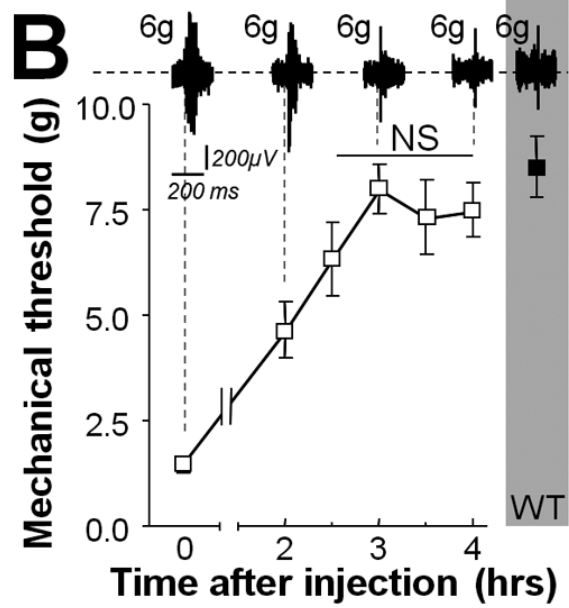 B
6g 6g 6g 6g 6g
200µV
200 ms
NS
Mechanical threshold (g)
10.0
7.5
5.0
2.5
0.0
WT
0 2 3 4
Time after injection (hrs)